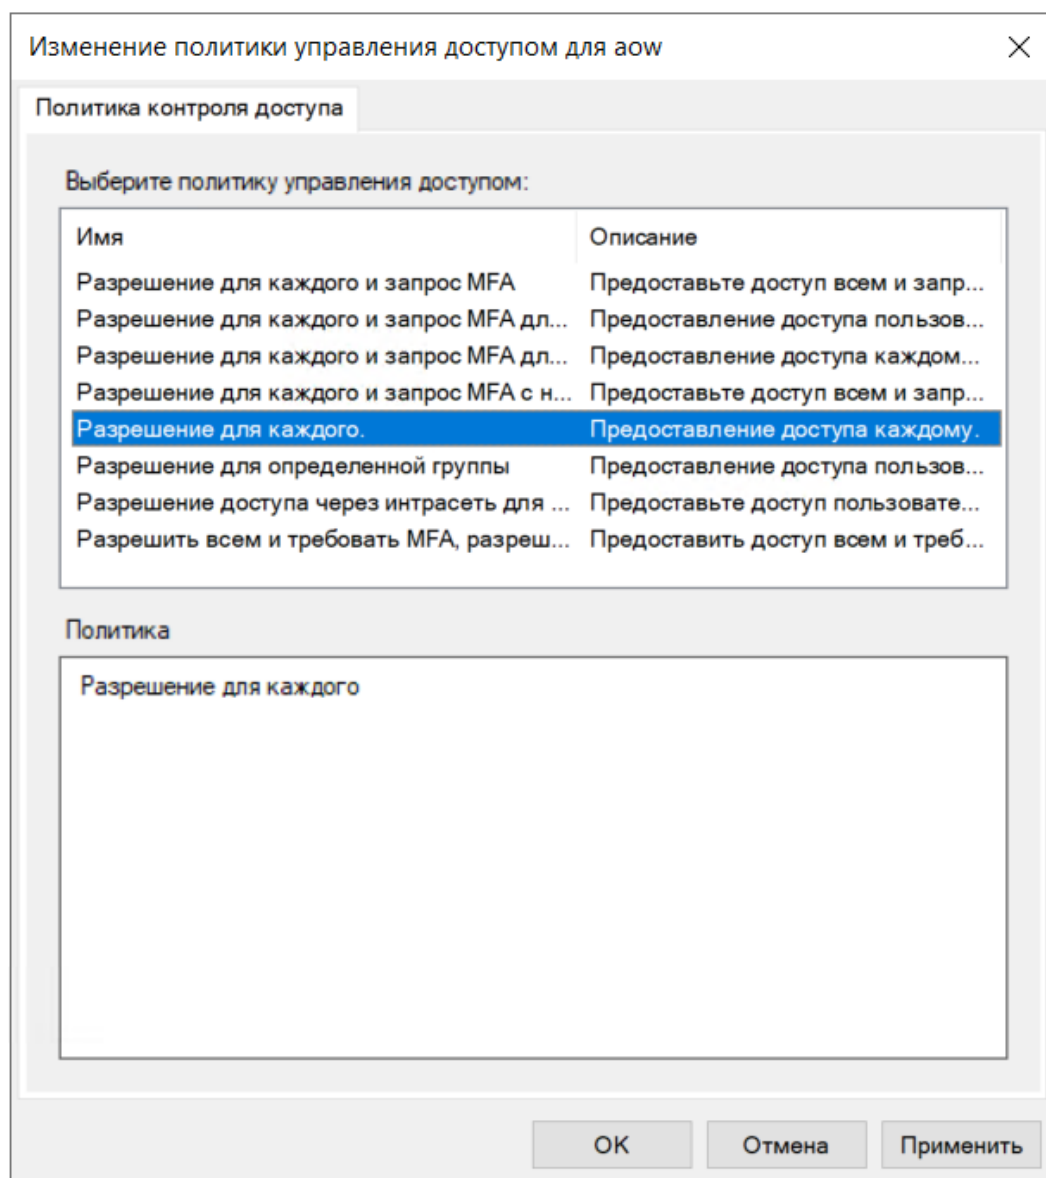 Изменение политики управления доступом для aow
Политика контроля доступа
Выберите политику управления доступом:
Имя Описание
Разрешение для каждого и запрос MFA Предоставьте доступ всем и запр...
Разрешение для каждого и запрос MFA дл... Предоставление доступа пользов...
Разрешение для каждого и запрос MFA дл... Предоставление доступа каждом...
Разрешение для каждого и запрос MFA с н... Предоставьте доступ всем и запр...
Разрешение для каждого. Предоставление доступа каждому.
Разрешение для определенной группы Предоставление доступа пользов...
Разрешение доступа через интрасеть для ... Предоставьте доступ пользовате...
Разрешить всем и требовать MFA, разреш... Предоставить доступ всем и треб...
Политика
Разрешение для каждого
OK Отмена Применить